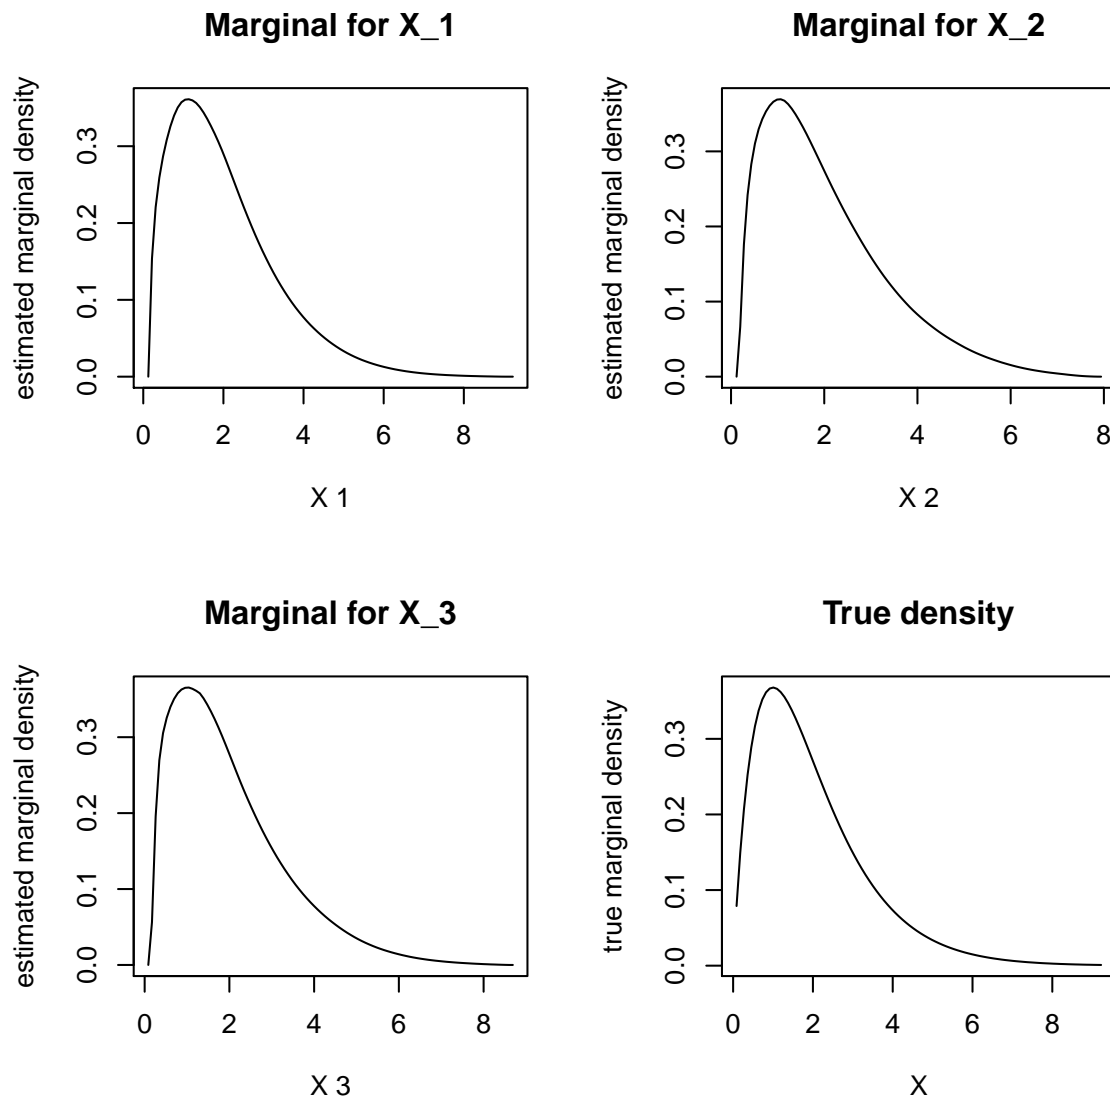 Marginal for X_1
estimated marginal density
0.0 0.1 0.2 0.3
0 2 4 6 8
X 1
Marginal for X_2
estimated marginal density
0.0 0.1 0.2 0.3
0 2 4 6 8
X 2
Marginal for X_3
estimated marginal density
0.0 0.1 0.2 0.3
0 2 4 6 8
X 3
True density
true marginal density
0.0 0.1 0.2 0.3
0 2 4 6 8
X